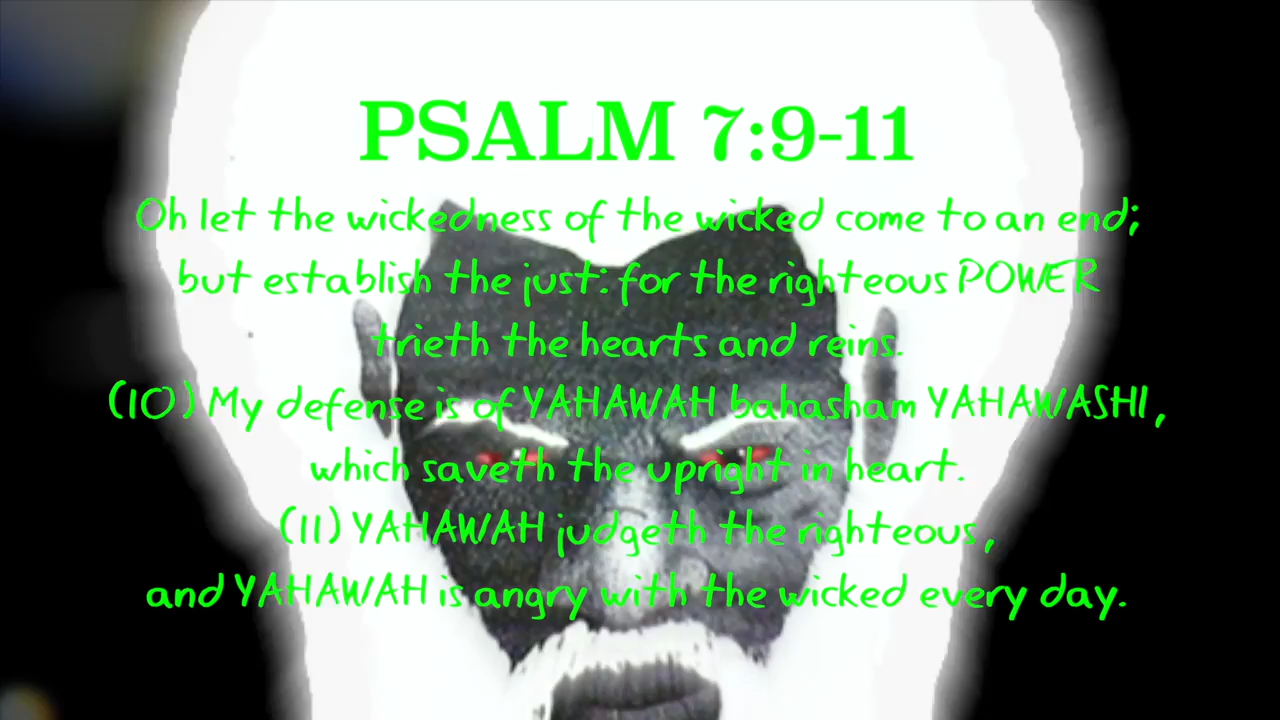 PSALM 7:9-11
Oh let the wickedness of the wicked come to an end;
but establish the just: for the righteous POWER
trieth the hearts and reins.
(10) My defense is of YAHAWAH bahasham YAHAWASHI,
which saveth the upright in heart.
(11) YAHAWAH judgeth the righteous,
and YAHAWAH is angry with the wicked every day.